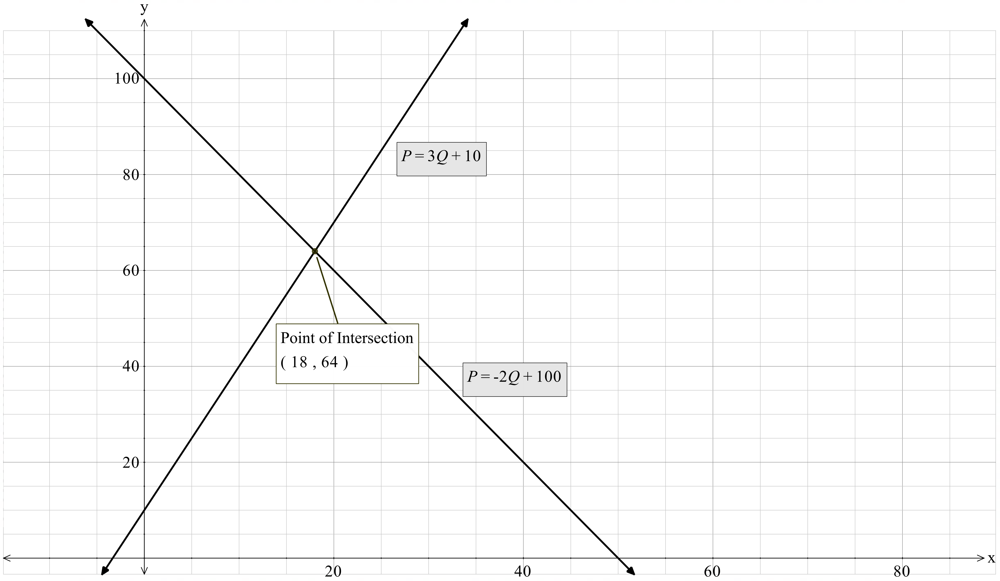 y
100
P = 3Q + 10
80
60
Point of Intersection
( 18 , 64 )
40
P = -2Q + 100
20
x
20 40 60 80